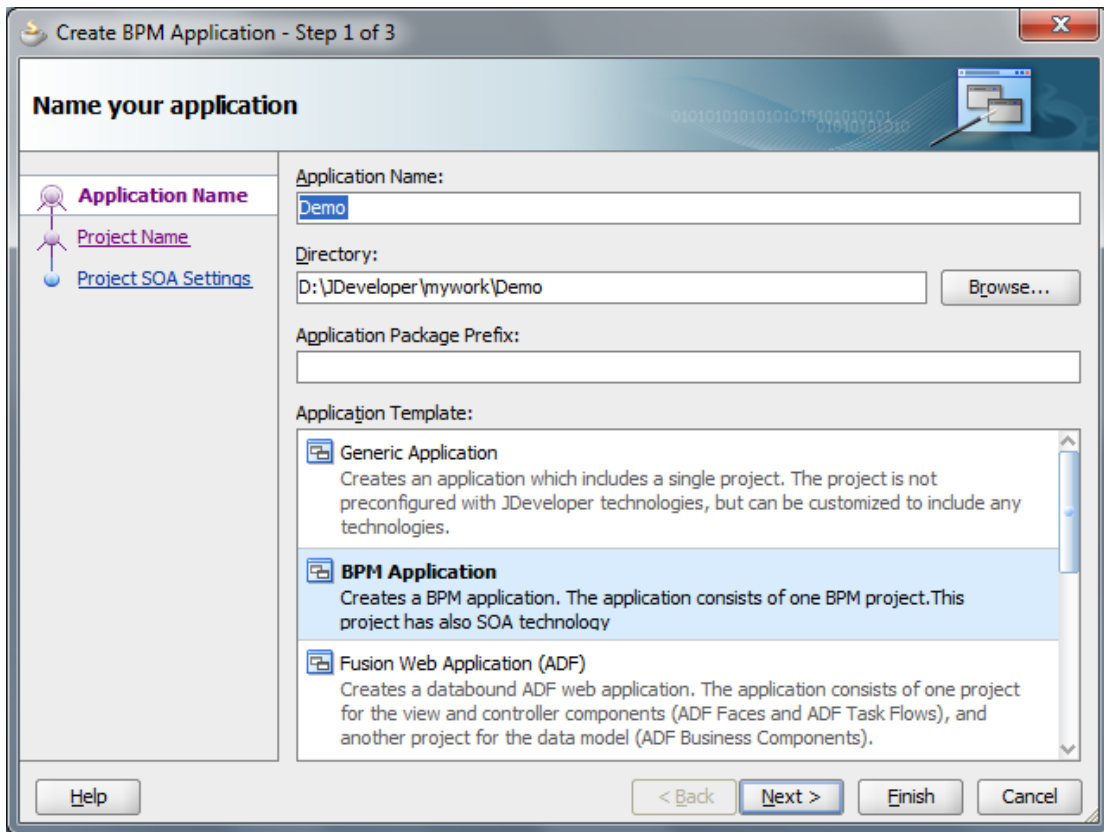 Create BPM Application - Step 1 of 3
Name your application
Application Name
Project Name
Project SOA Settings
Application Name:
Demo
Directory:
D:\JDeveloper\mywork\Demo
Browse...
Application Package Prefix:
Application Template:
Generic Application
Creates an application which includes a single project. The project is not
preconfigured with JDeveloper technologies, but can be customized to include any
technologies.
BPM Application
Creates a BPM application. The application consists of one BPM project.This
project has also SOA technology
Fusion Web Application (ADF)
Creates a databound ADF web application. The application consists of one project
for the view and controller components (ADF Faces and ADF Task Flows), and
another project for the data model (ADF Business Components).
Help
< Back
Next >
Finish
Cancel